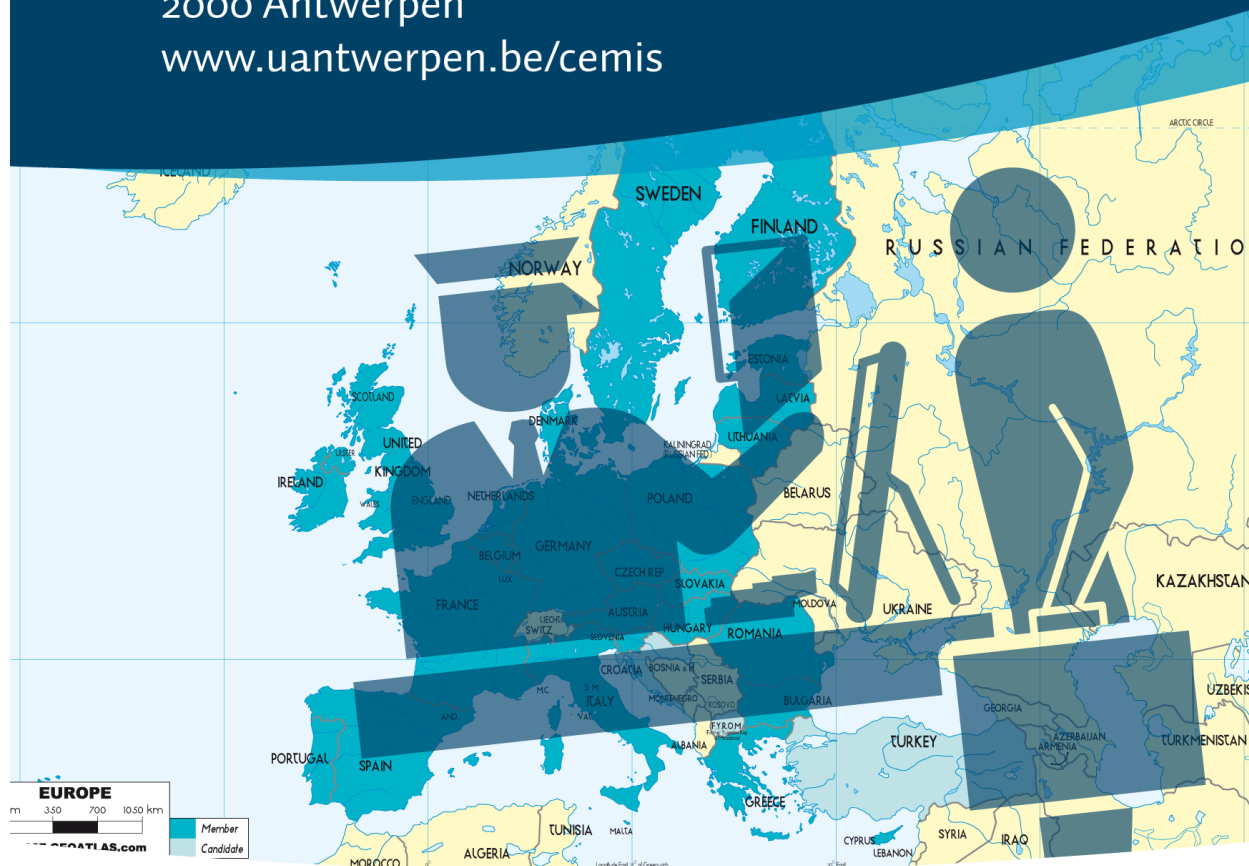 2000 Antwerpen
www.uantwerpen.be/cemis
ARCTIC CIRCLE
ICELAND
SWEDEN
FINLAND
RUSSIAN FEDERATIO
NORWAY
ESTONIA
SCOTLAND
LATVIA
DENMARK
LITHUANIA
UNITED
KINGDOM
KALININGRAD
(RUSSIAN FED.)
ULSTER
IRELAND
WALES
ENGLAND
NETHERLANDS
POLAND
BELARUS
BELGIUM
GERMANY
LUX.
CZECH REP.
SLOVAKIA
KAZAKHSTAN
FRANCE
AUSTRIA
MOLDOVA
UKRAINE
LIECHT.
SWITZ.
SLOVENIA
HUNGARY
ROMANIA
CROATIA
BOSNIA & H.
SERBIA
MC
S. M.
ITALY
VAT.
MONTENEGRO
KOSOVO
BULGARIA
UZBEKIS
GEORGIA
AND.
F.Y.R.O.M.
ALBANIA
TURKEY
AZERBAIJAN
ARMENIA
TURKMENISTAN
PORTUGAL
SPAIN
GREECE
EUROPE
m 350 700 1050 km
GEOATLAS.com
Member
Candidate
TUNISIA
MALTA
CYPRUS
LEBANON
SYRIA
IRAQ
MOROCCO
ALGERIA